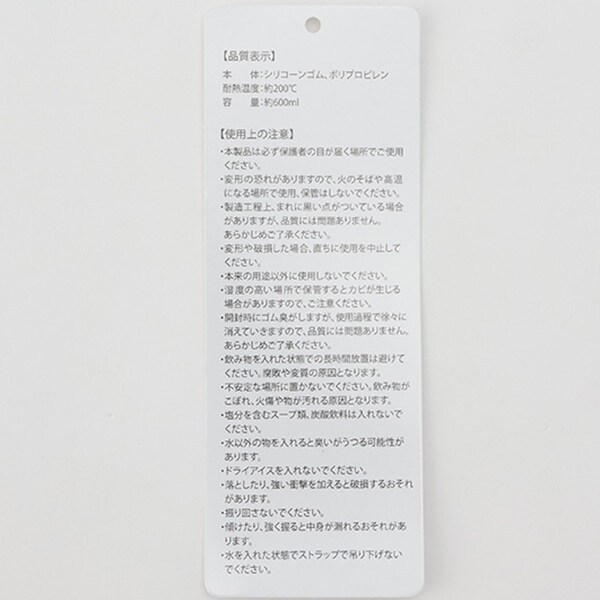 【品質表示】
本　　体：シリコーンゴム、ポリプロピレン
耐熱温度：約200℃
容　　量：約600ml
【使用上の注意】
・本製品は必ず保護者の目が届く場所でご使用
ください。
・変形の恐れがありますので、火のそばや高温
になる場所で使用、保管はしないでください。
・製造工程上、まれに黒い点がついている場合
がありますが、品質には問題ありません。
あらかじめご了承ください。
・変形や破損した場合、直ちに使用を中止して
ください。
・本来の用途以外に使用しないでください。
・湿度の高い場所で保管するとカビが生じる
場合がありますので、ご注意ください。
・開封時にゴム臭がしますが、使用過程で徐々に
消えていきますので、品質には問題ありません。
あらかじめご了承ください。
・飲み物を入れた状態での長時間放置は避けて
ください。腐敗や変質の原因となります。
・不安定な場所に置かないでください。飲み物が
こぼれ、火傷や物が汚れる原因となります。
・塩分を含むスープ類、炭酸飲料は入れないで
ください。
・水以外の物を入れると臭いがうつる可能性が
あります。
・ドライアイスを入れないでください。
・落としたり、強い衝撃を加えると破損するおそれ
があります。
・振り回さないでください。
・傾けたり、強く握ると中身が漏れるおそれがあ
ります。
・水を入れた状態でストラップで吊り下げない
でください。